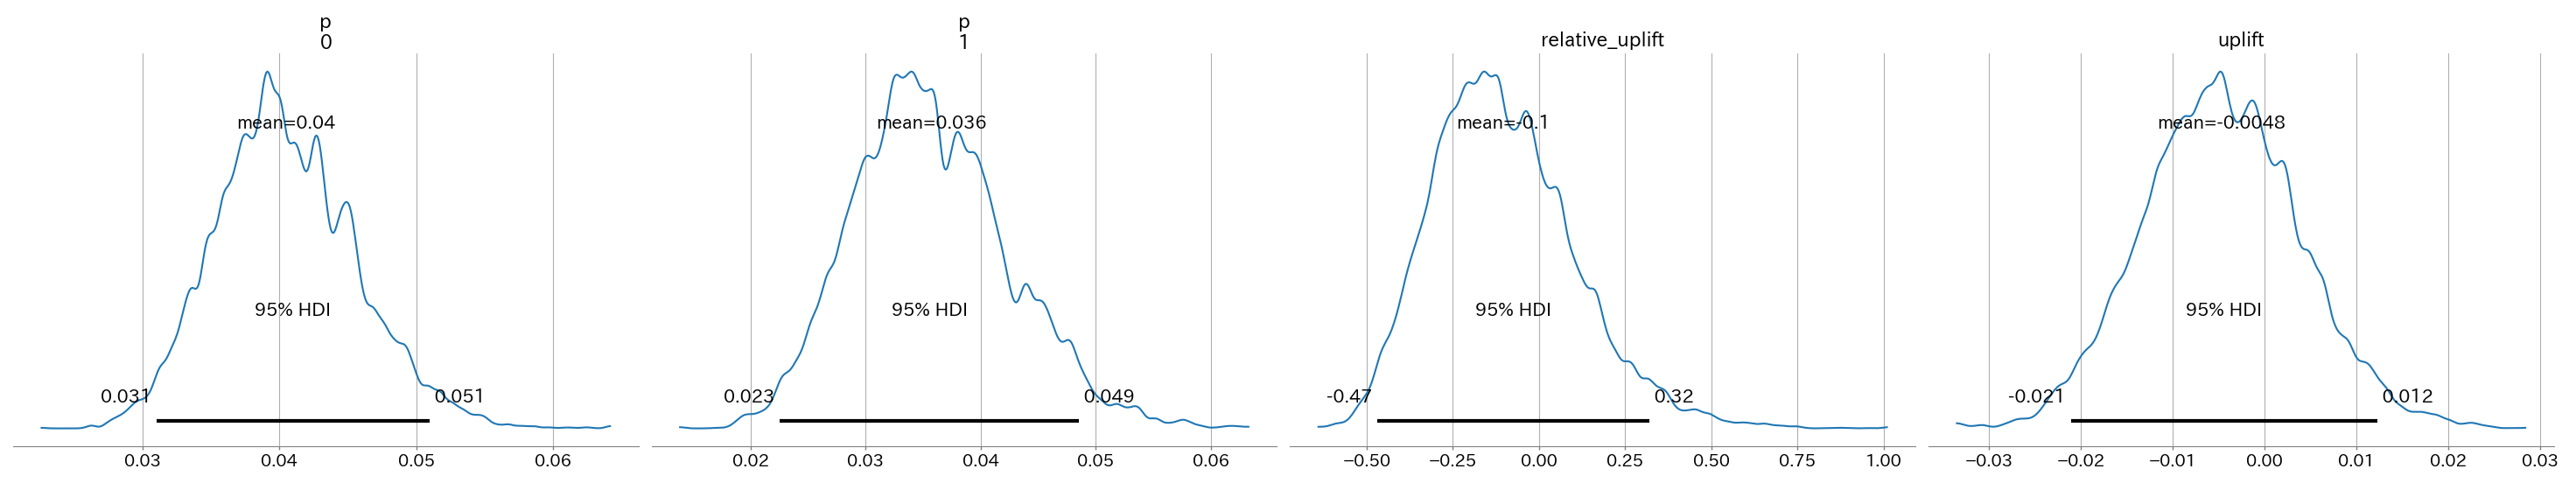 p
0
mean=0.04
95% HDI
0.031 0.051
0.03 0.04 0.05 0.06
p
1
mean=0.036
95% HDI
0.023 0.049
0.02 0.03 0.04 0.05 0.06
relative_uplift
mean=-0.1
95% HDI
-0.47 0.32
−0.50 −0.25 0.00 0.25 0.50 0.75 1.00
uplift
mean=-0.0048
95% HDI
-0.021 0.012
−0.03 −0.02 −0.01 0.00 0.01 0.02 0.03